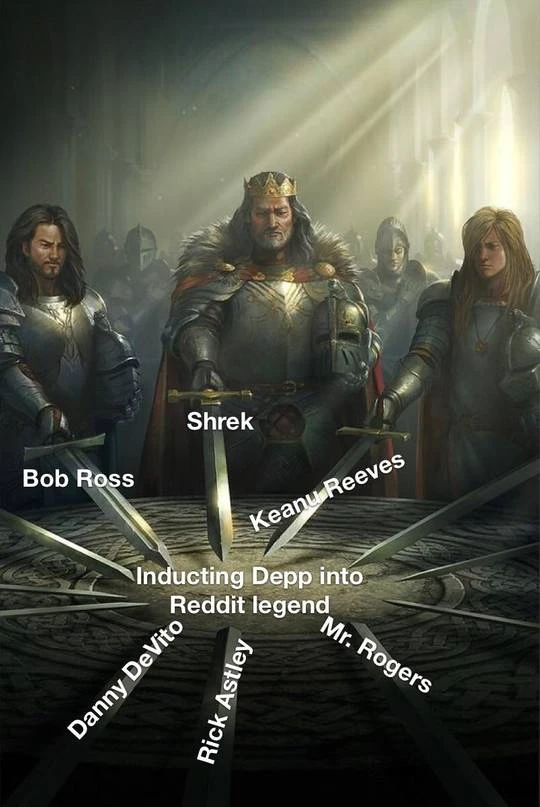 Shrek
Bob Ross
Keanu Reeves
Inducting Depp into
Reddit legend
Danny DeVito
Rick Astley
Mr. Rogers